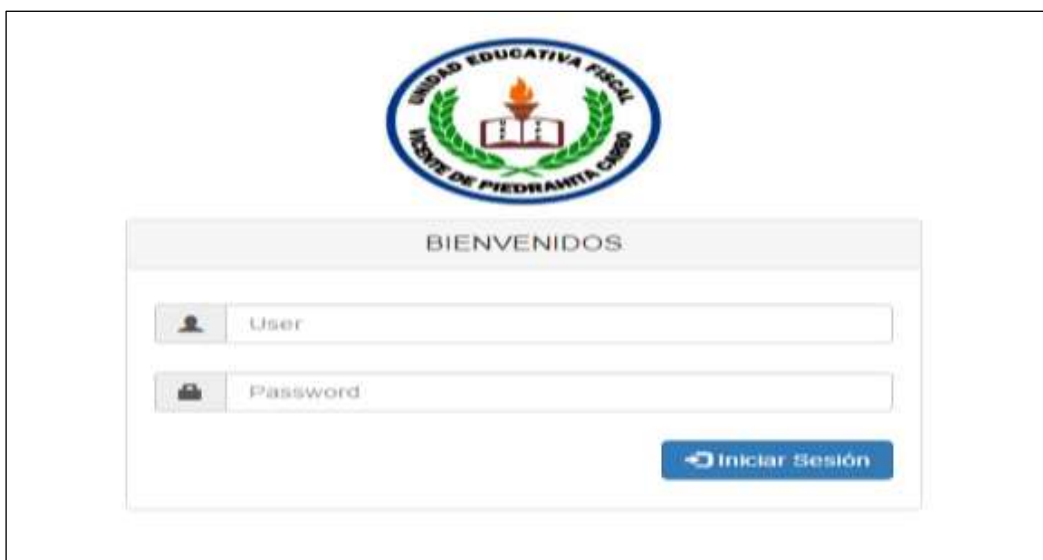 UNIDAD EDUCATIVA FISCAL
VICENTE DE PIEDRAHITA CARBO
BIENVENIDOS
User
Password
Iniciar Sesión